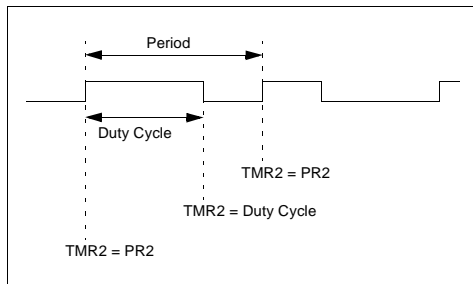 Period
Duty Cycle
TMR2 = PR2
TMR2 = Duty Cycle
TMR2 = PR2